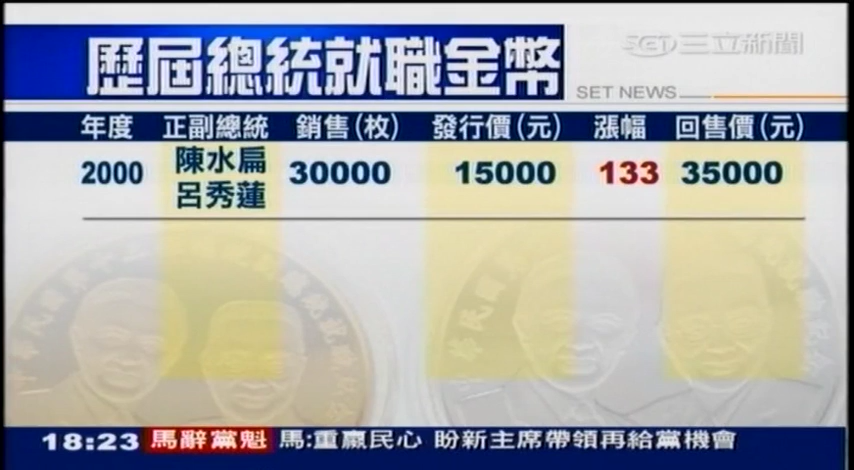 歷屆總統就職金幣
SET 三立新聞
SET NEWS
年度 正副總統 銷售(枚) 發行價(元) 漲幅 回售價(元)
2000 陳水扁 呂秀蓮 30000 15000 133 35000
18:23 馬辭黨魁 馬:重贏民心 盼新主席帶領再給黨機會